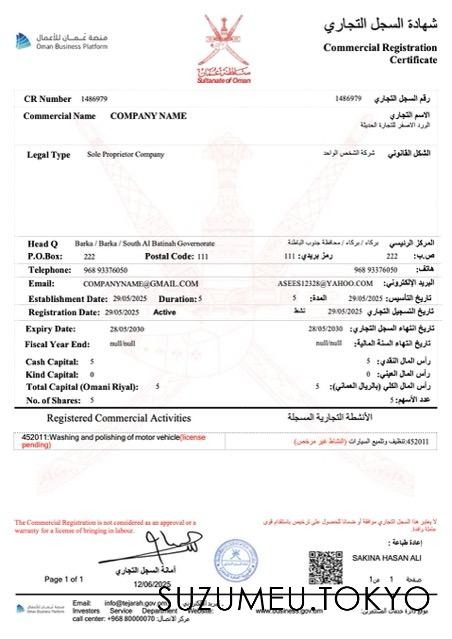 منصة عُمان للأعمال
Oman Business Platform
سلطنة عُمان
Sultanate of Oman
شهادة السجل التجاري
Commercial Registration
Certificate
CR Number 1486979 1486979 رقم السجل التجاري
Commercial Name COMPANY NAME الاسم التجاري
الورد الاصفر للتجارة الحديثة
Legal Type Sole Proprietor Company شركة الشخص الواحد الشكل القانوني
Head Q Barka / Barka / South Al Batinah Governorate بركاء / بركاء / محافظة جنوب الباطنة المركز الرئيسي
P.O.Box: 222 Postal Code: 111 رمز بريدي: 111 ص.ب: 222
Telephone: 968 93376050 968 93376050 هاتف:
Email: COMPANYNAME@GMAIL.COM ASEES12328@YAHOO.COM البريد الإلكتروني:
Establishment Date: 29/05/2025 Duration: 5 المدة: 5 تاريخ التأسيس: 29/05/2025
Registration Date: 29/05/2025 Active نشط تاريخ التسجيل التجاري 29/05/2025
Expiry Date: 28/05/2030 28/05/2030 تاريخ انتهاء السجل التجاري:
Fiscal Year End: null/null null/null تاريخ انتهاء السنة المالية:
Cash Capital: 5 رأس المال النقدي: 5
Kind Capital: 0 رأس المال العيني: 0
Total Capital (Omani Riyal): 5 5 رأس المال الكلي (بالريال العماني):
No. of Shares: 5 عدد الأسهم: 5
Registered Commercial Activities الأنشطة التجارية المسجلة
452011:Washing and polishing of motor vehicle(license pending) 452011:تنظيف وتلميع السيارات (النشاط غير مرخص)
The Commercial Registration is not considered as an approval or a
warranty for a license of bringing in labour.
لا يعتبر هذا السجل التجاري موافقة أو ضمانا للحصول على ترخيص باستقدام قوى
عاملة وافدة.
إعادة طباعة :
SAKINA HASAN ALI
أمانة السجل التجاري
Page 1 of 1 12/06/2025 صفحة 1 من 1
SUZUMEU TOKYO
Oman Business Platform
Email: info@tejarah.gov.om www.business.gov.om
Investors Service Department Website:
call center: +968 80000070 مركز الاتصال: